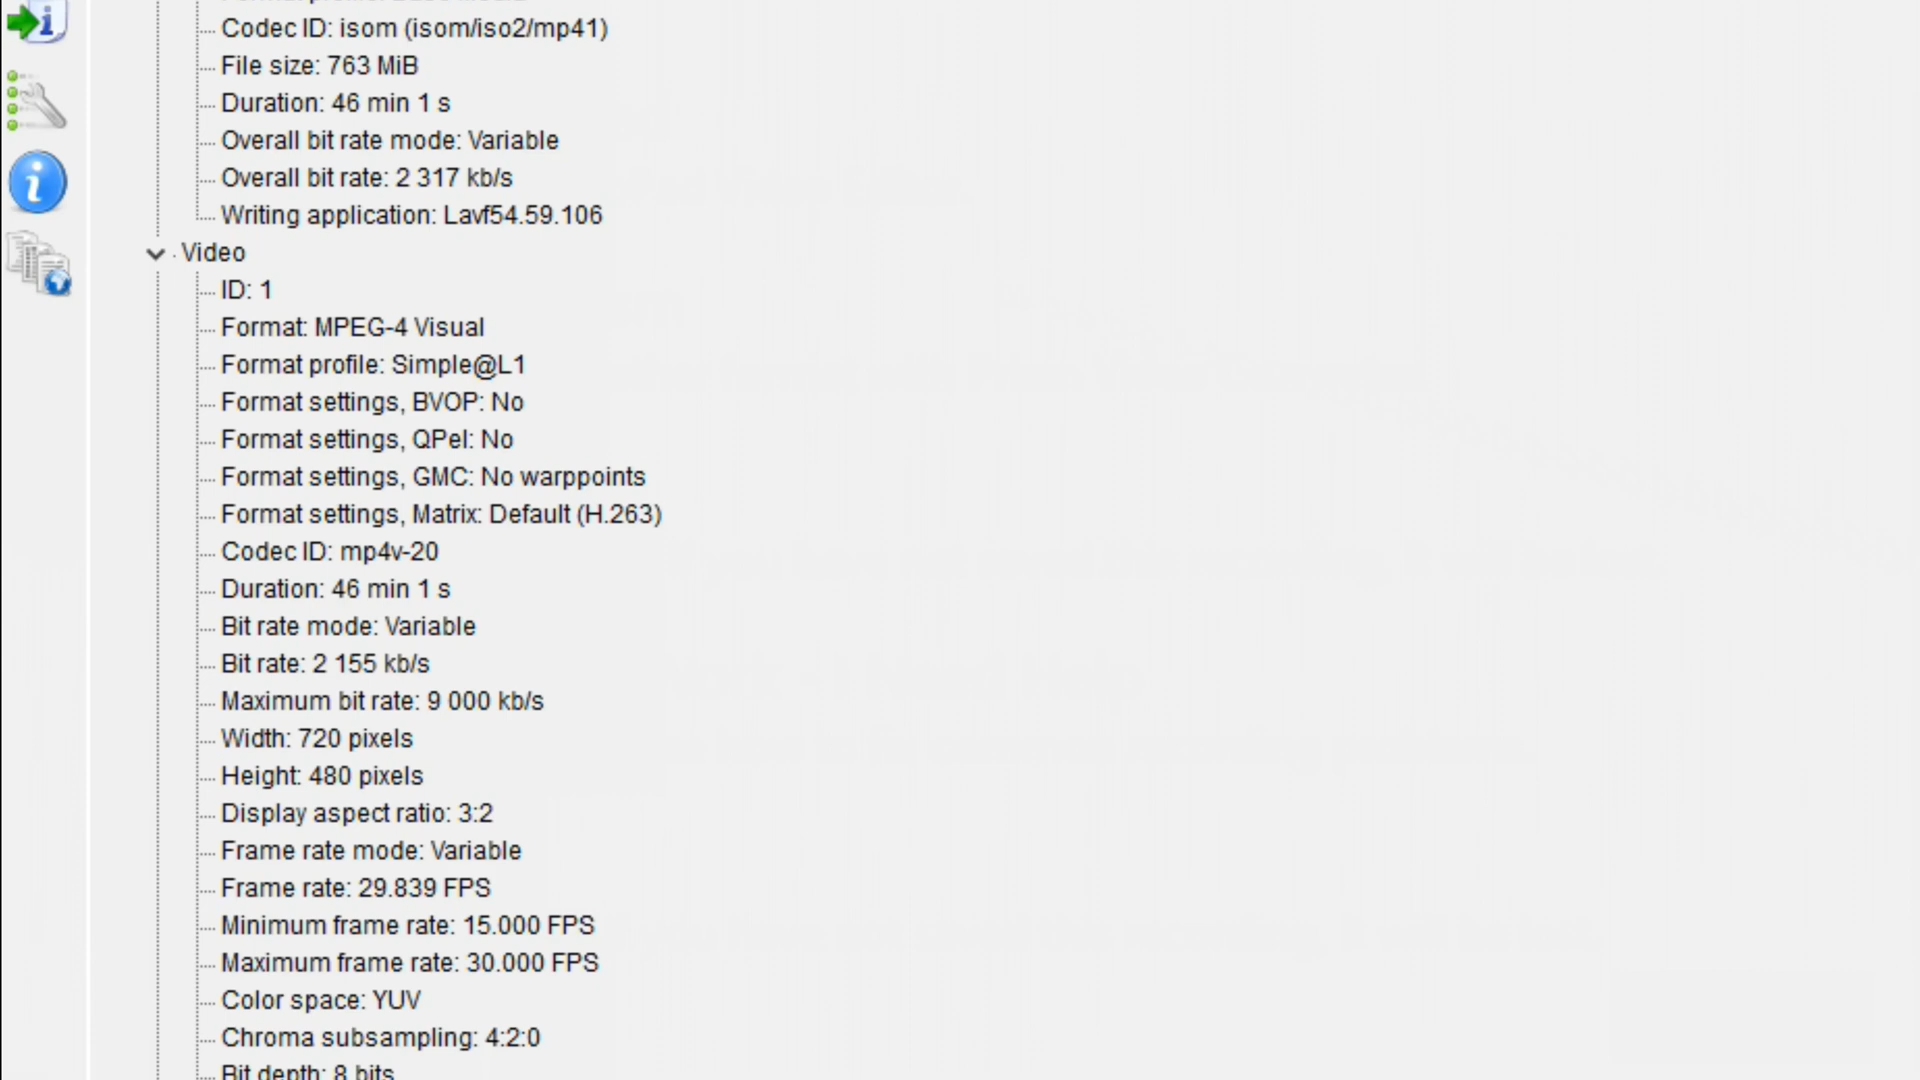 Codec ID: isom (isom/iso2/mp41)
File size: 763 MiB
Duration: 46 min 1 s
Overall bit rate mode: Variable
Overall bit rate: 2 317 kb/s
Writing application: Lavf54.59.106
Video
ID: 1
Format: MPEG-4 Visual
Format profile: Simple@L1
Format settings, BVOP: No
Format settings, QPel: No
Format settings, GMC: No warppoints
Format settings, Matrix: Default (H.263)
Codec ID: mp4v-20
Duration: 46 min 1 s
Bit rate mode: Variable
Bit rate: 2 155 kb/s
Maximum bit rate: 9 000 kb/s
Width: 720 pixels
Height: 480 pixels
Display aspect ratio: 3:2
Frame rate mode: Variable
Frame rate: 29.839 FPS
Minimum frame rate: 15.000 FPS
Maximum frame rate: 30.000 FPS
Color space: YUV
Chroma subsampling: 4:2:0
Bit depth: 8 bits